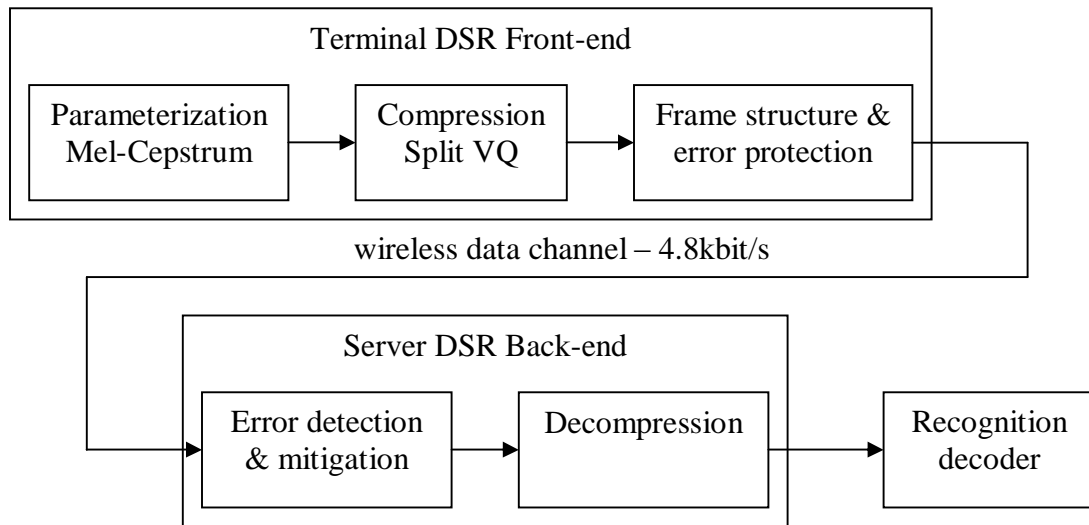 Terminal DSR Front-end
Parameterization
Mel-Cepstrum
Compression
Split VQ
Frame structure &
error protection
wireless data channel – 4.8kbit/s
Server DSR Back-end
Error detection
& mitigation
Decompression
Recognition
decoder